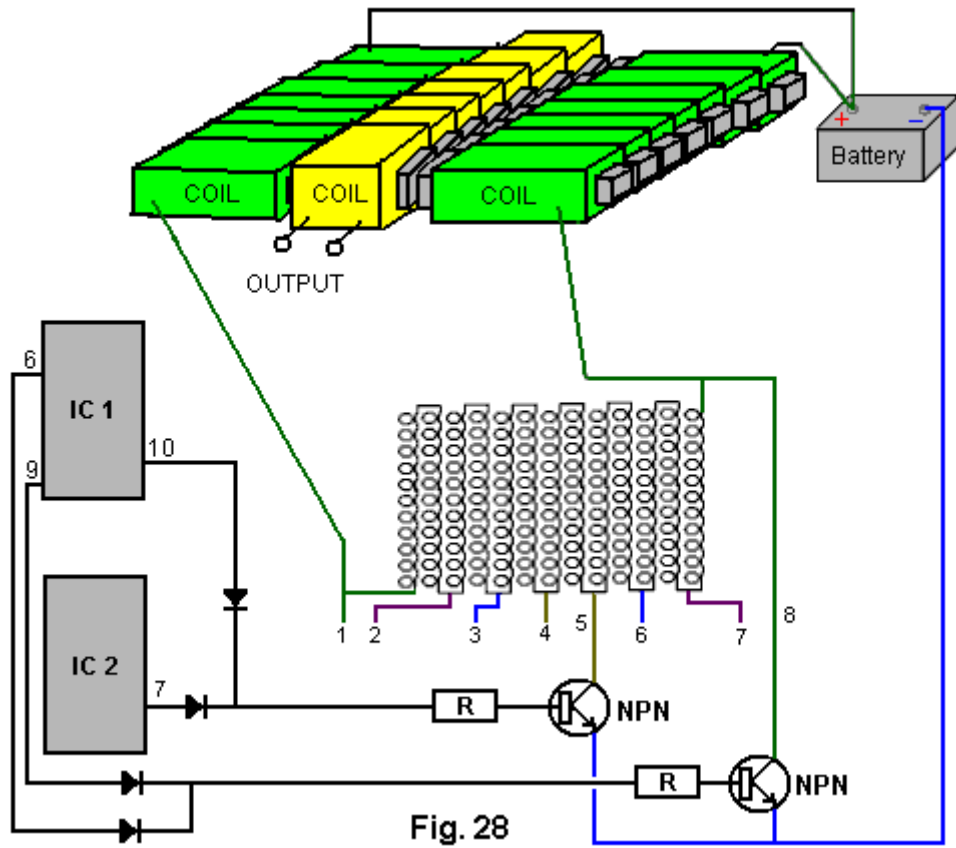 + −
Battery
COIL COIL COIL
OUTPUT
6
IC 1
10
9
1 2 3 4 5 6 7 8
IC 2
7
R
NPN
R
NPN
Fig. 28